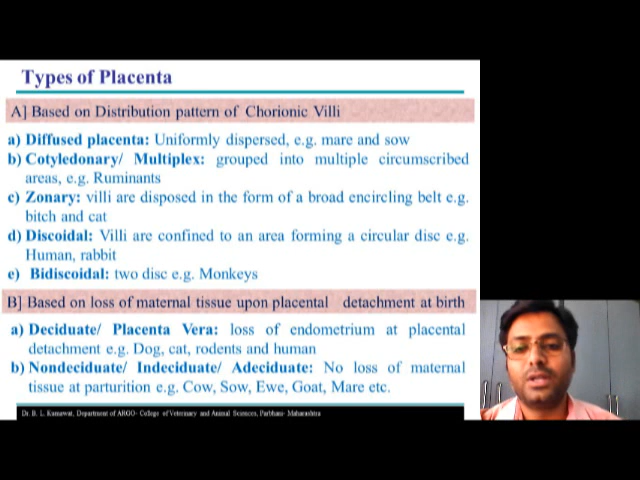 Types of Placenta
A] Based on Distribution pattern of Chorionic Villi
a) Diffused placenta: Uniformly dispersed, e.g. mare and sow
b) Cotyledonary/ Multiplex: grouped into multiple circumscribed
areas, e.g. Ruminants
c) Zonary: villi are disposed in the form of a broad encircling belt e.g.
bitch and cat
d) Discoidal: Villi are confined to an area forming a circular disc e.g.
Human, rabbit
e) Bidiscoidal: two disc e.g. Monkeys
B] Based on loss of maternal tissue upon placental detachment at birth
a) Deciduate/ Placenta Vera: loss of endometrium at placental
detachment e.g. Dog, cat, rodents and human
b) Nondeciduate/ Indeciduate/ Adeciduate: No loss of maternal
tissue at parturition e.g. Cow, Sow, Ewe, Goat, Mare etc.
Dr. B. L. Kumawat, Department of ARGO- College of Veterinary and Animal Sciences, Parbhani- Maharashtra